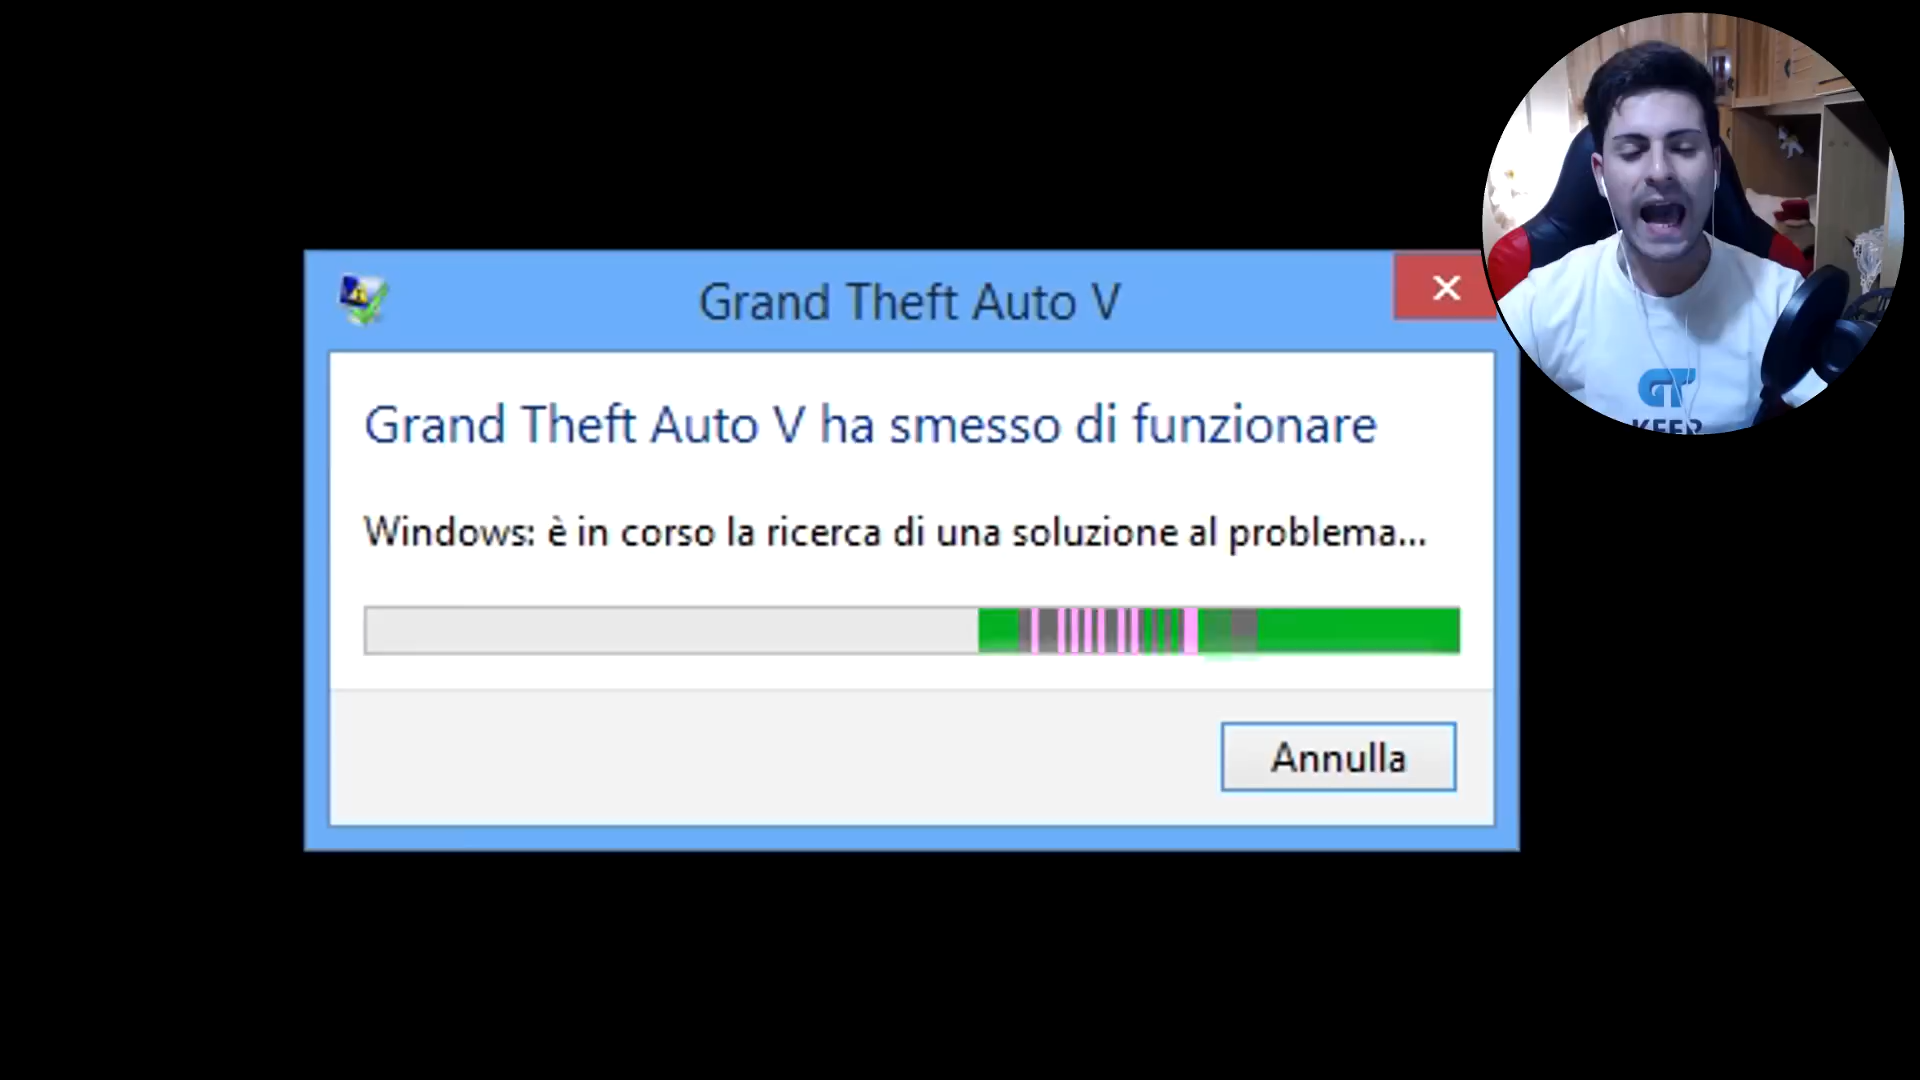 Grand Theft Auto V
Grand Theft Auto V ha smesso di funzionare
Windows: è in corso la ricerca di una soluzione al problema...
Annulla
GT